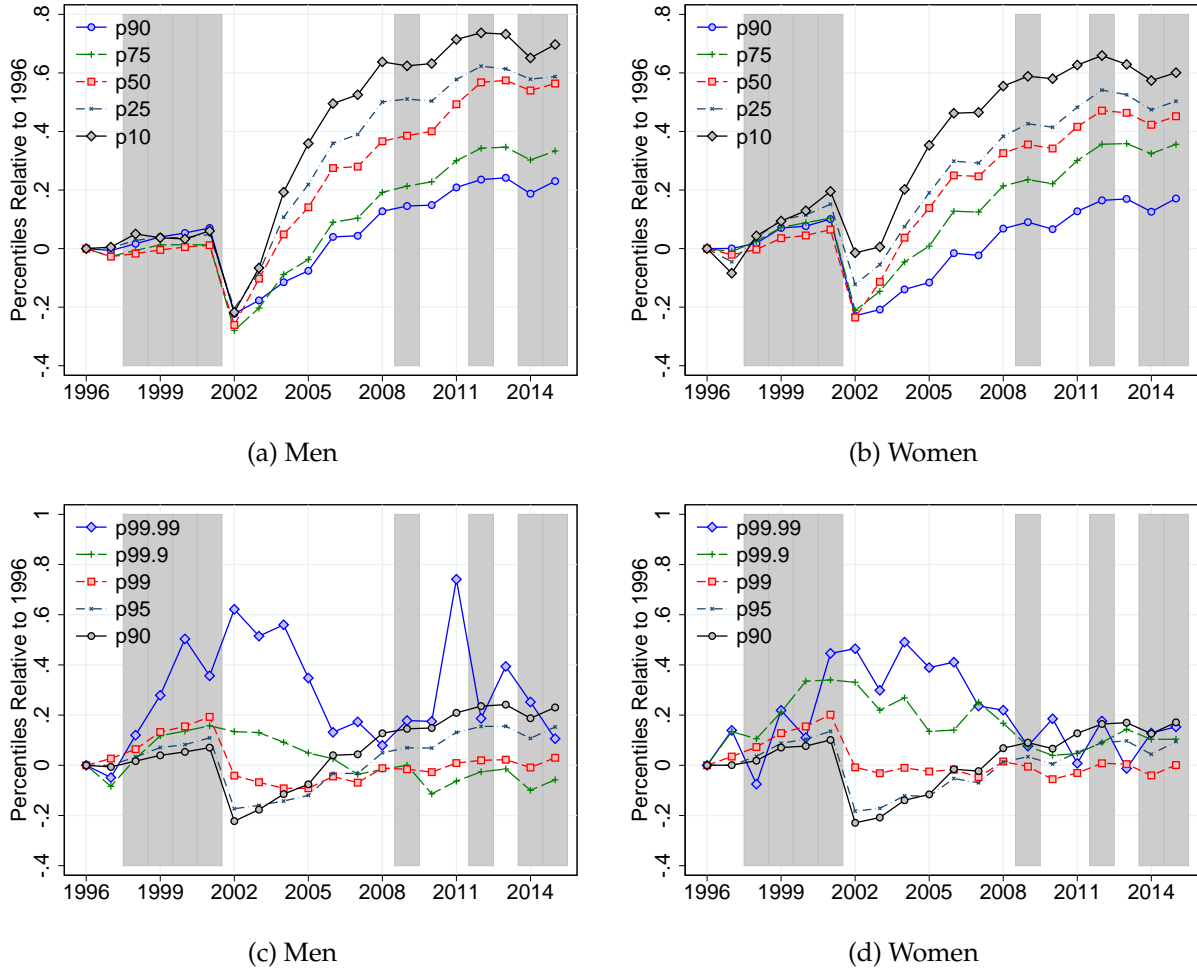 Percentiles Relative to 1996
.8
.6
.4
.2
0
-.2
-.4
p90
p75
p50
p25
p10
1996 1999 2002 2005 2008 2011 2014
(a) Men
Percentiles Relative to 1996
.8
.6
.4
.2
0
-.2
-.4
p90
p75
p50
p25
p10
1996 1999 2002 2005 2008 2011 2014
(b) Women
Percentiles Relative to 1996
1
.8
.6
.4
.2
0
-.2
-.4
p99.99
p99.9
p99
p95
p90
1996 1999 2002 2005 2008 2011 2014
(c) Men
Percentiles Relative to 1996
1
.8
.6
.4
.2
0
-.2
-.4
p99.99
p99.9
p99
p95
p90
1996 1999 2002 2005 2008 2011 2014
(d) Women